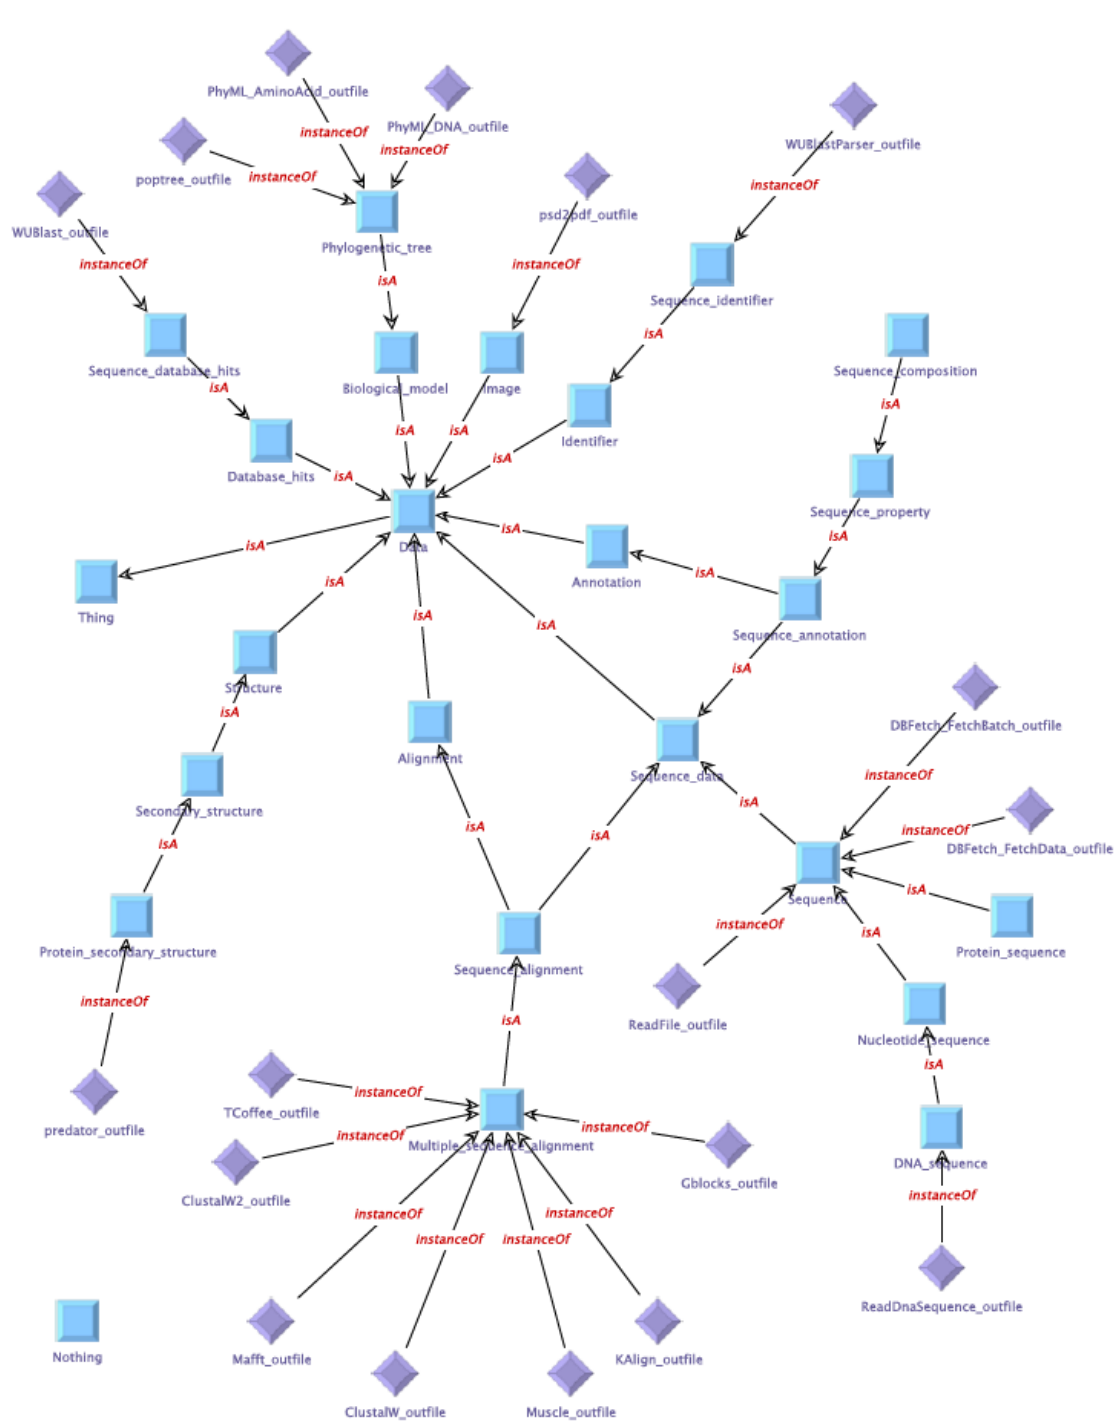 PhyML_AminoAcid_outfile
PhyML_DNA_outfile
WUBlastParser_outfile
instanceOf
instanceOf
poptree_outfile
instanceOf
instanceOf
psd2pdf_outfile
WUBlast_outfile
Phylogenetic_tree
instanceOf
instanceOf
isA
Sequence_identifier
isA
Sequence_database_hits
Sequence_composition
isA
Biological_model
Image
isA
isA
isA
Identifier
isA
isA
Database_hits
Sequence_property
isA
isA
isA
Data
Annotation
isA
isA
Thing
isA
isA
Sequence_annotation
isA
Structure
isA
isA
DBFetch_FetchBatch_outfile
Alignment
Sequence_data
instanceOf
isA
Secondary_structure
isA
isA
instanceOf
isA
DBFetch_FetchData_outfile
isA
Sequence
instanceOf
isA
Protein_secondary_structure
Protein_sequence
Sequence_alignment
instanceOf
isA
ReadFile_outfile
Nucleotide_sequence
isA
instanceOf
TCoffee_outfile
predator_outfile
instanceOf
instanceOf
Multiple_sequence_alignment
DNA_sequence
Gblocks_outfile
ClustalW2_outfile
instanceOf
instanceOf
instanceOf
instanceOf
instanceOf
ReadDnaSequence_outfile
Nothing
Mafft_outfile
KAlign_outfile
ClustalW_outfile
Muscle_outfile